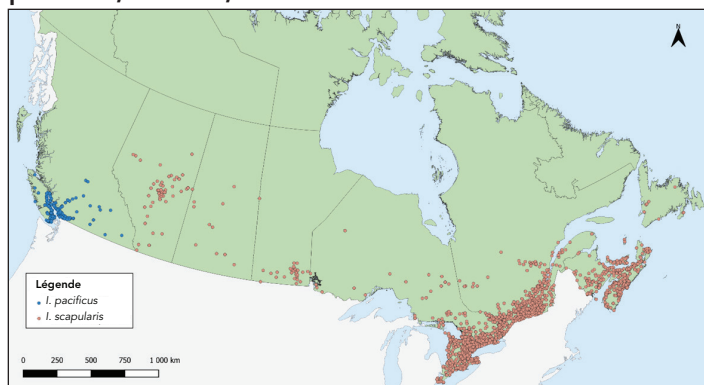 N
Légende
I. pacificus
I. scapularis
0 250 500 750 1 000 km